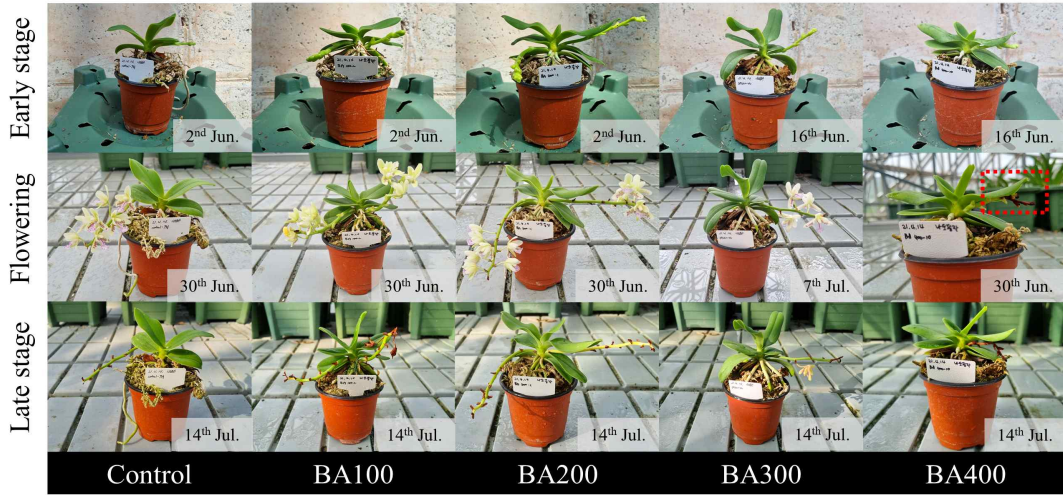 Early stage
2nd Jun.
2nd Jun.
2nd Jun.
16th Jun.
16th Jun
Flowering
30th Jun.
30th Jun.
30th Jun.
7th Jul.
30th Jun.
Late stage
14th Jul.
14th Jul.
14th Jul.
14th Jul.
14th Jul.
Control
BA100
BA200
BA300
BA400